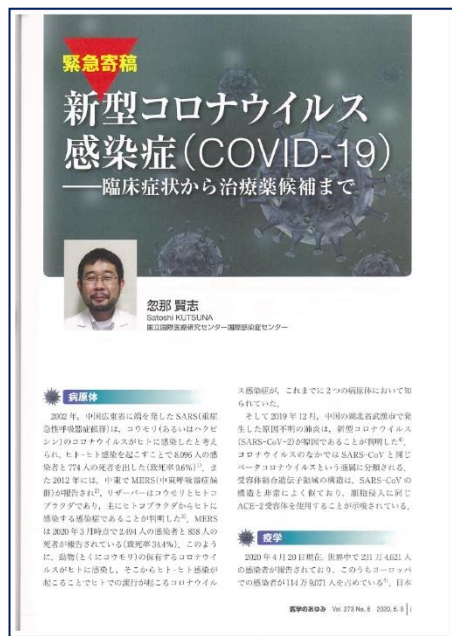 緊急寄稿
新型コロナウイルス
感染症(COVID-19)
——臨床症状から治療薬候補まで
忽那 賢志
Satoshi KUTSUNA
国立国際医療研究センター国際感染症センター
病原体
2002年，中国広東省に端を発したSARS(重症
急性呼吸器症候群)は，コウモリ(あるいはハクビ
シン)のコロナウイルスがヒトに感染したと考え
られ，ヒト-ヒト感染を起こすことで8,096人の感
染者と774人の死者を出した(致死率9.6%)¹⁾．ま
た2012年には，中東でMERS(中東呼吸器症候
群)が報告され²⁾，リザーバーはヒトコブ
ラクダであり，主にヒトコブラクダからヒトに
感染する感染症であることが判明した³⁾．MERS
は2020年3月時点で2,494人の感染者と858人の
死者が報告されている(致死率34.4%)．このよう
に，動物(とくにコウモリ)の保有するコロナウイ
ルスがヒトに感染し，そこからヒト-ヒト感染が
起こることでヒトでの流行が起こるコロナウイル
ス感染症が，これまでに2つの病原体において知
られていた．
そして2019年12月，中国の湖北省武漢市で発
生した原因不明の肺炎は，新型コロナウイルス
(SARS-CoV-2)が原因であることが判明した⁴⁾．
コロナウイルスのなかではSARS-CoVと同じ
ベータコロナウイルスという亜属に分類される．
受容体結合遺伝子領域の構造は，SARS-CoVの
構造と非常によく似ており，細胞侵入に同じ
ACE-2受容体を使用することが示唆されている．
疫学
2020年4月20日現在，世界中で231万4,621人
の感染者が報告されており，このうちヨーロッパ
での感染者が114万9,071人を占めている⁵⁾．日本
医学のあゆみ Vol. 273 No. 6 2020. 5. 9 i